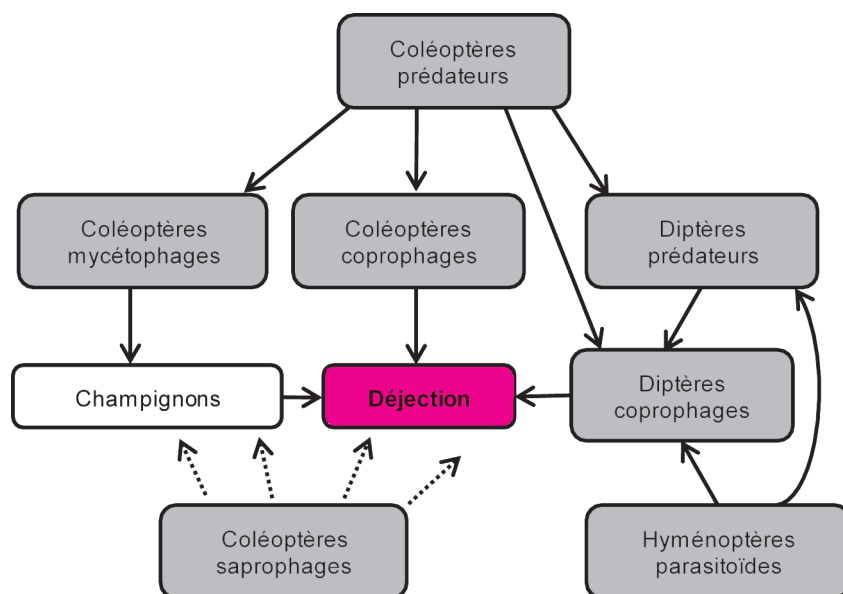 Coléoptères
prédateurs
Coléoptères
mycétophages
Coléoptères
coprophages
Diptères
prédateurs
Champignons
Déjection
Diptères
coprophages
Coléoptères
saprophages
Hyménoptères
parasitoïdes